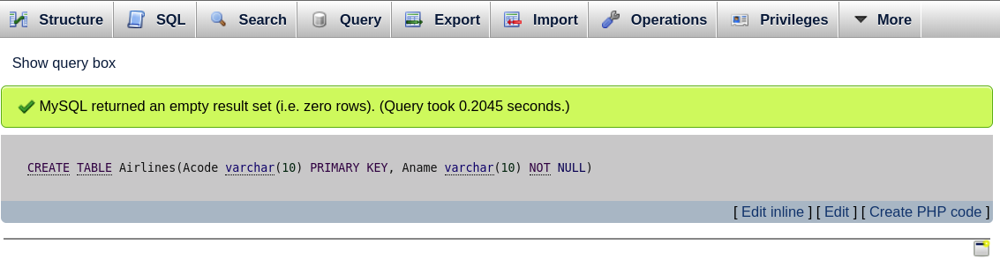 Structure SQL Search Query Export Import Operations Privileges More
Show query box
MySQL returned an empty result set (i.e. zero rows). (Query took 0.2045 seconds.)
CREATE TABLE Airlines(Acode varchar(10) PRIMARY KEY, Aname varchar(10) NOT NULL)
[ Edit inline ] [ Edit ] [ Create PHP code ]